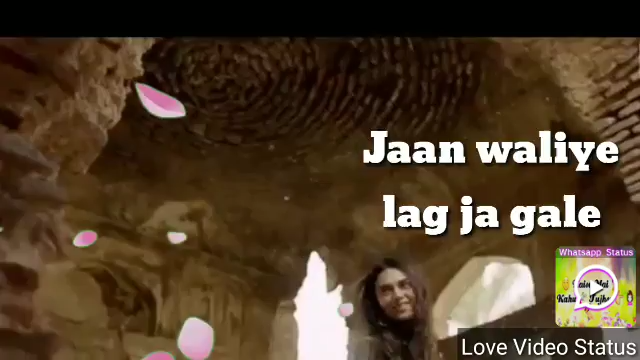 Jaan waliye
lag ja gale
Whatsapp Status
Love Video Status